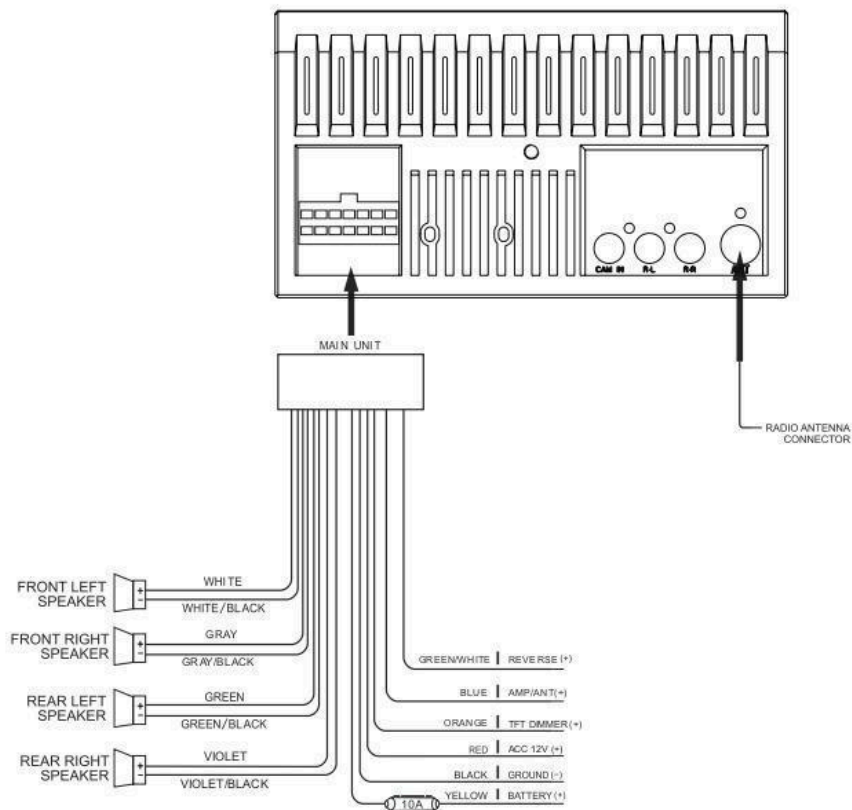 CAM IN R-L R-R ANT
MAIN UNIT
RADIO ANTENNA
CONNECTOR
FRONT LEFT
SPEAKER
+
−
WHITE
WHITE/BLACK
FRONT RIGHT
SPEAKER
+
−
GRAY
GRAY/BLACK
REAR LEFT
SPEAKER
+
−
GREEN
GREEN/BLACK
REAR RIGHT
SPEAKER
+
−
VIOLET
VIOLET/BLACK
GREEN/WHITE | REVERSE (+)
BLUE | AMP/ANT(+)
ORANGE | TFT DIMMER (+)
RED | ACC 12V (+)
BLACK | GROUND (−)
10A YELLOW | BATTERY (+)